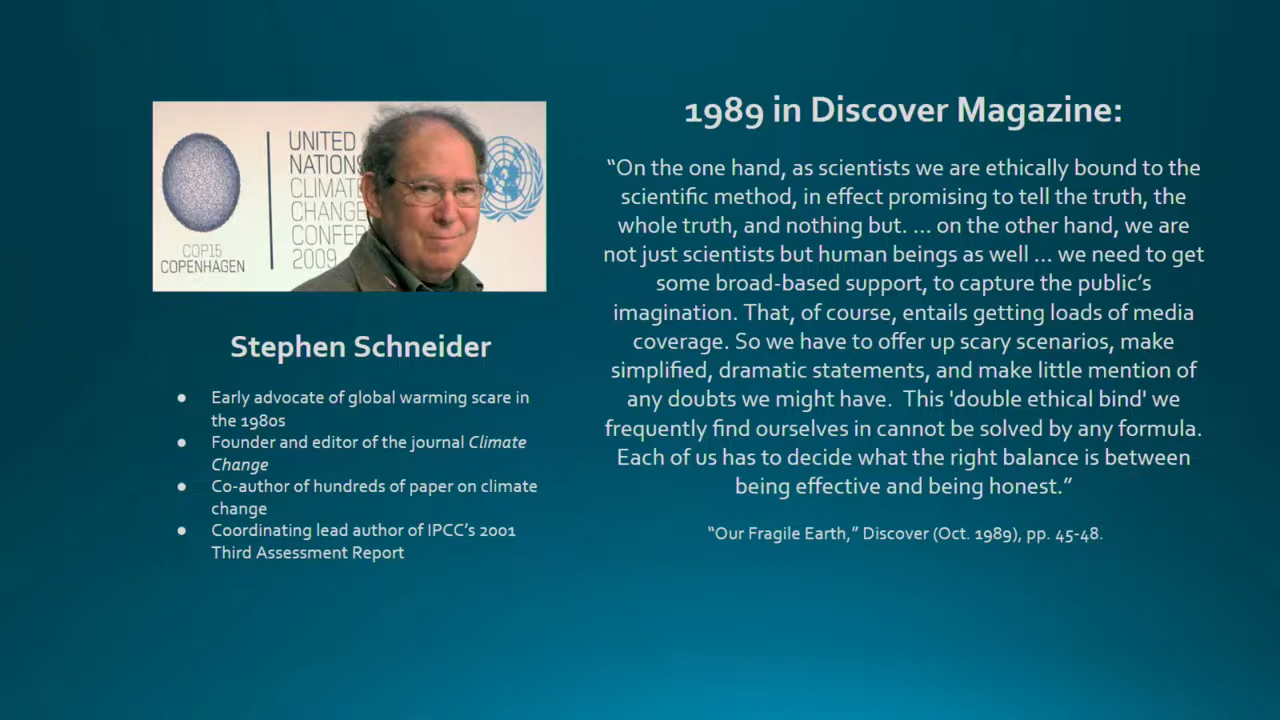 UNITED
NATIONS
CLIMATE
CHANGE
CONFER
2009
COP15
COPENHAGEN
Stephen Schneider
● Early advocate of global warming scare in
the 1980s
● Founder and editor of the journal Climate
Change
● Co-author of hundreds of paper on climate
change
● Coordinating lead author of IPCC’s 2001
Third Assessment Report
1989 in Discover Magazine:
“On the one hand, as scientists we are ethically bound to the
scientific method, in effect promising to tell the truth, the
whole truth, and nothing but. ... on the other hand, we are
not just scientists but human beings as well ... we need to get
some broad-based support, to capture the public’s
imagination. That, of course, entails getting loads of media
coverage. So we have to offer up scary scenarios, make
simplified, dramatic statements, and make little mention of
any doubts we might have.  This 'double ethical bind' we
frequently find ourselves in cannot be solved by any formula.
Each of us has to decide what the right balance is between
being effective and being honest.”
“Our Fragile Earth,” Discover (Oct. 1989), pp. 45-48.